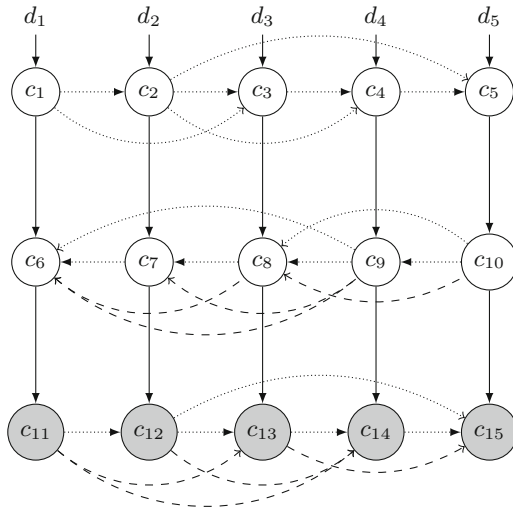 d₁ d₂ d₃ d₄ d₅
c₁ c₂ c₃ c₄ c₅
c₆ c₇ c₈ c₉ c₁₀
c₁₁ c₁₂ c₁₃ c₁₄ c₁₅